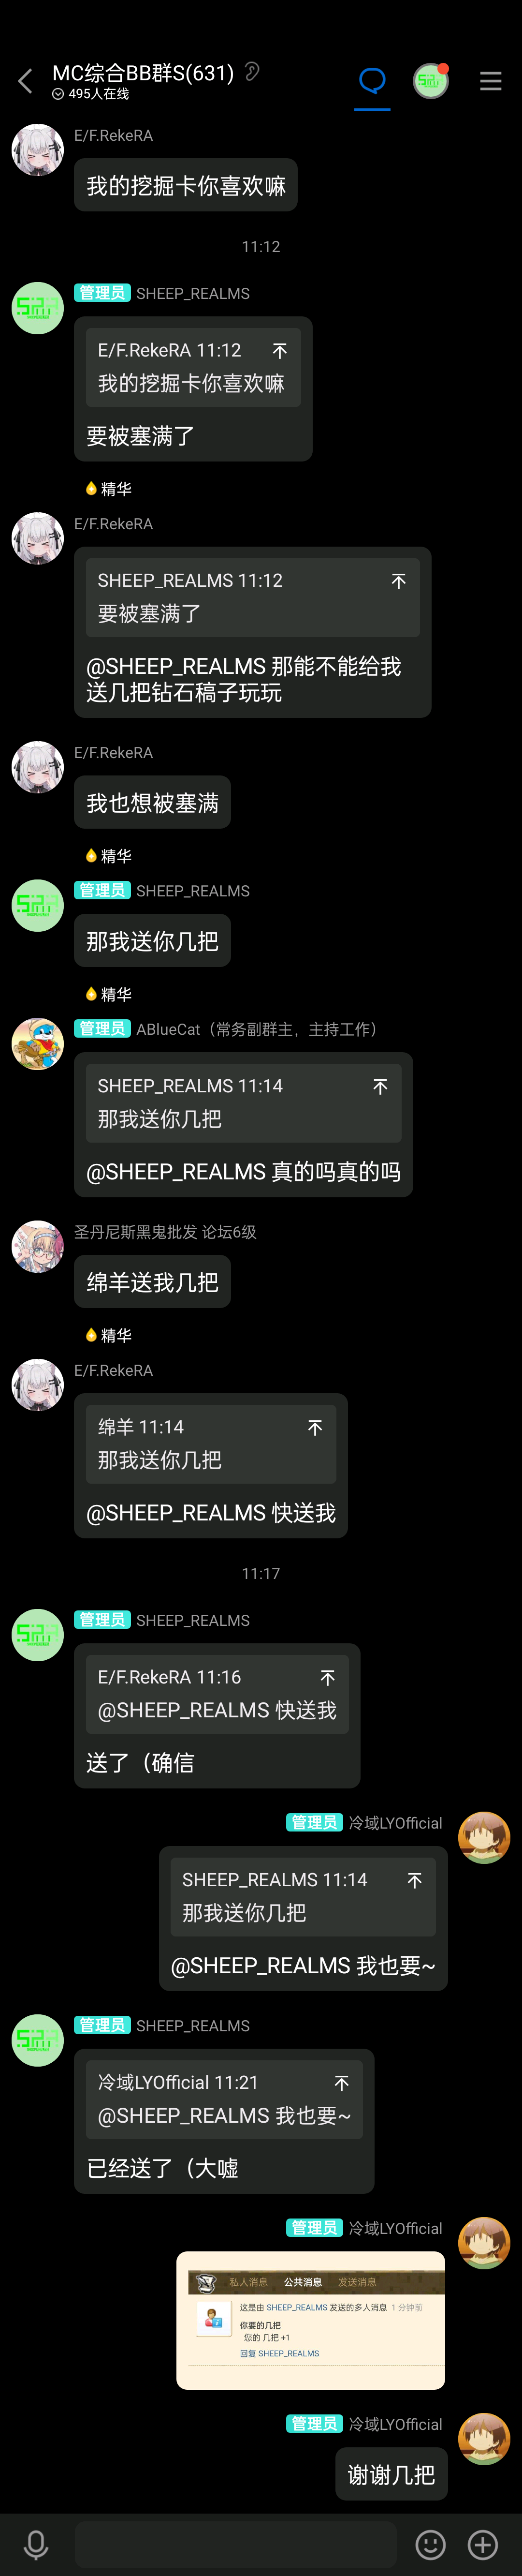 MC综合BB群S(631)
495人在线
E/F.RekeRA
我的挖掘卡你喜欢嘛
11:12
管理员 SHEEP_REALMS
E/F.RekeRA 11:12
我的挖掘卡你喜欢嘛
要被塞满了
精华
E/F.RekeRA
SHEEP_REALMS 11:12
要被塞满了
@SHEEP_REALMS 那能不能给我
送几把钻石稿子玩玩
E/F.RekeRA
我也想被塞满
精华
管理员 SHEEP_REALMS
那我送你几把
精华
管理员 ABlueCat（常务副群主，主持工作）
SHEEP_REALMS 11:14
那我送你几把
@SHEEP_REALMS 真的吗真的吗
圣丹尼斯黑鬼批发 论坛6级
绵羊送我几把
精华
E/F.RekeRA
绵羊 11:14
那我送你几把
@SHEEP_REALMS 快送我
11:17
管理员 SHEEP_REALMS
E/F.RekeRA 11:16
@SHEEP_REALMS 快送我
送了（确信
管理员 冷域LYOfficial
SHEEP_REALMS 11:14
那我送你几把
@SHEEP_REALMS 我也要~
管理员 SHEEP_REALMS
冷域LYOfficial 11:21
@SHEEP_REALMS 我也要~
已经送了（大嘘
管理员 冷域LYOfficial
私人消息 公共消息 发送消息
这是由 SHEEP_REALMS 发送的多人消息 1 分钟前
你要的几把
您的 几把 +1
回复 SHEEP_REALMS
管理员 冷域LYOfficial
谢谢几把